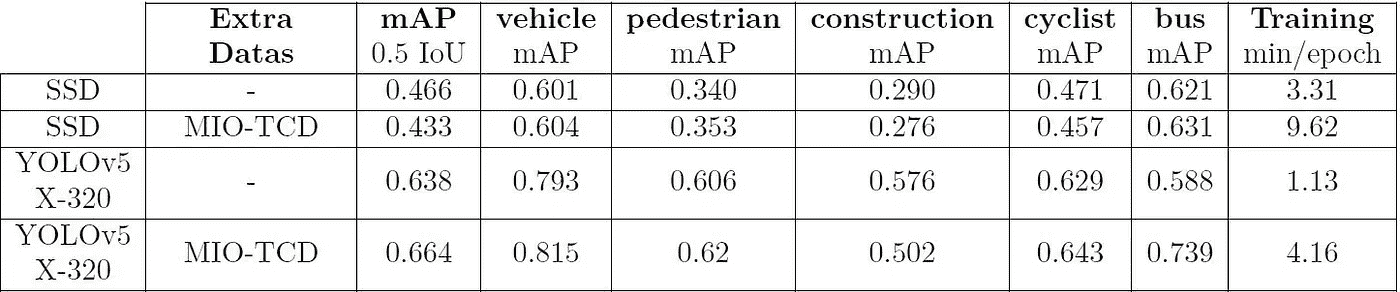 Extra mAP vehicle pedestrian construction cyclist bus Training
Datas 0.5 IoU mAP mAP mAP mAP mAP min/epoch
SSD - 0.466 0.601 0.340 0.290 0.471 0.621 3.31
SSD MIO-TCD 0.433 0.604 0.353 0.276 0.457 0.631 9.62
YOLOv5
X-320
- 0.638 0.793 0.606 0.576 0.629 0.588 1.13
YOLOv5
X-320
MIO-TCD 0.664 0.815 0.62 0.502 0.643 0.739 4.16